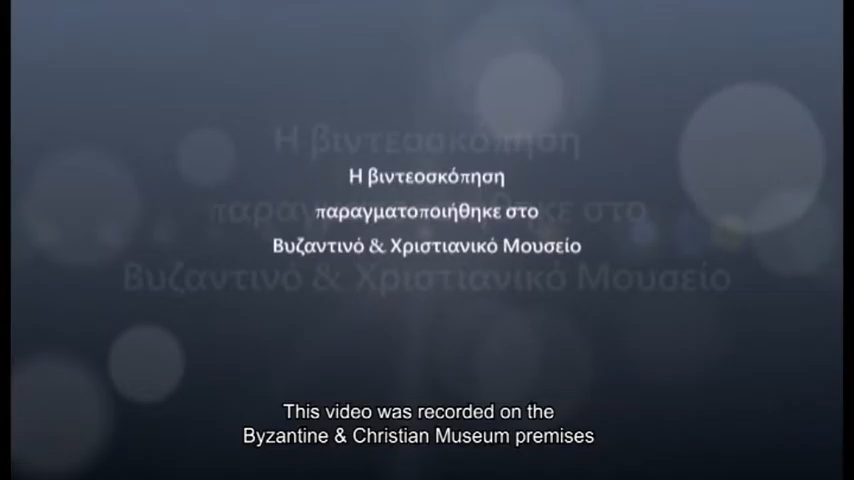 Η βιντεοσκόπηση
παραγματοποιήθηκε στο
Βυζαντινό & Χριστιανικό Μουσείο
This video was recorded on the
Byzantine & Christian Museum premises